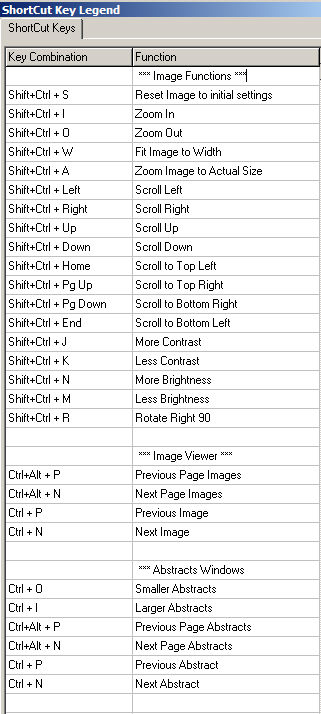 ShortCut Key Legend
ShortCut Keys
Key Combination Function
*** Image Functions ***
Shift+Ctrl + S Reset Image to initial settings
Shift+Ctrl + I Zoom In
Shift+Ctrl + O Zoom Out
Shift+Ctrl + W Fit Image to Width
Shift+Ctrl + A Zoom Image to Actual Size
Shift+Ctrl + Left Scroll Left
Shift+Ctrl + Right Scroll Right
Shift+Ctrl + Up Scroll Up
Shift+Ctrl + Down Scroll Down
Shift+Ctrl + Home Scroll to Top Left
Shift+Ctrl + Pg Up Scroll to Top Right
Shift+Ctrl + Pg Down Scroll to Bottom Right
Shift+Ctrl + End Scroll to Bottom Left
Shift+Ctrl + J More Contrast
Shift+Ctrl + K Less Contrast
Shift+Ctrl + N More Brightness
Shift+Ctrl + M Less Brightness
Shift+Ctrl + R Rotate Right 90
*** Image Viewer ***
Ctrl+Alt + P Previous Page Images
Ctrl+Alt + N Next Page Images
Ctrl + P Previous Image
Ctrl + N Next Image
*** Abstracts Windows
Ctrl + O Smaller Abstracts
Ctrl + I Larger Abstracts
Ctrl+Alt + P Previous Page Abstracts
Ctrl+Alt + N Next Page Abstracts
Ctrl + P Previous Abstract
Ctrl + N Next Abstract